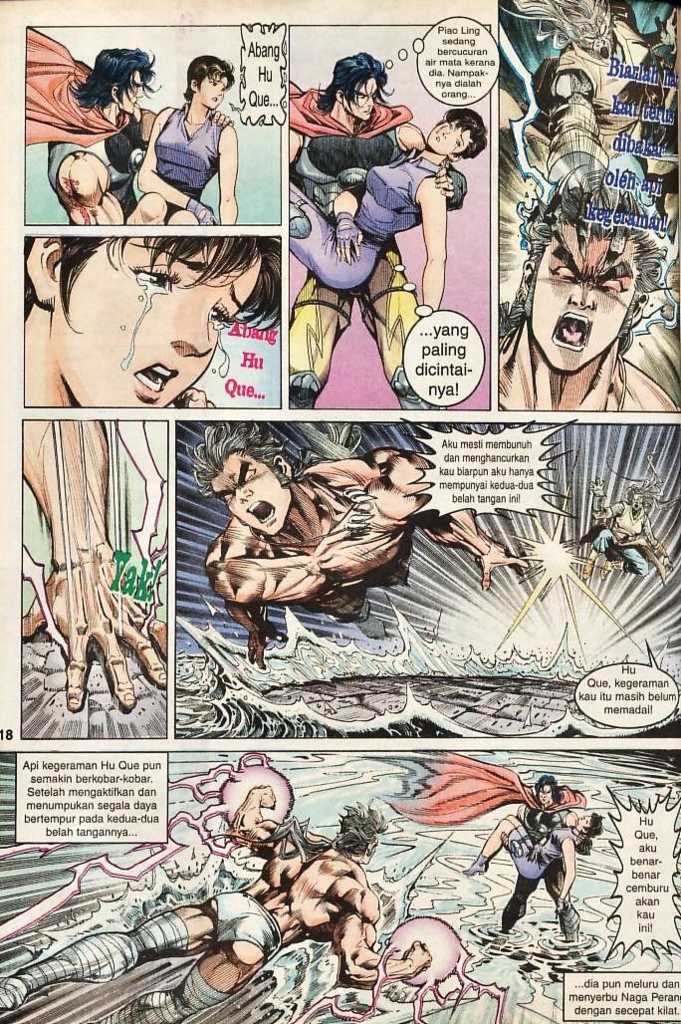 Abang
Hu
Que...
Piao Ling
sedang
bercucuran
air mata kerana
dia. Nampak-
nya dialah
orang...
...yang
paling
dicintai-
nya!
Abang
Hu
Que...
kau terus
dibakar
oleh api
kegeraman!
Aku mesti membunuh
dan menghancurkan
kau biarpun aku hanya
mempunyai kedua-dua
belah tangan ini!
Hu
Que, kegeraman
kau itu masih belum
memadai!
18
Api kegeraman Hu Que pun
semakin berkobar-kobar.
Setelah mengaktifkan dan
menumpukan segala daya
bertempur pada kedua-dua
belah tangannya...
Hu
Que,
aku
benar-
benar
cemburu
akan
kau
ini!
...dia pun meluru dan
menyerbu Naga Perang
dengan secepat kilat.